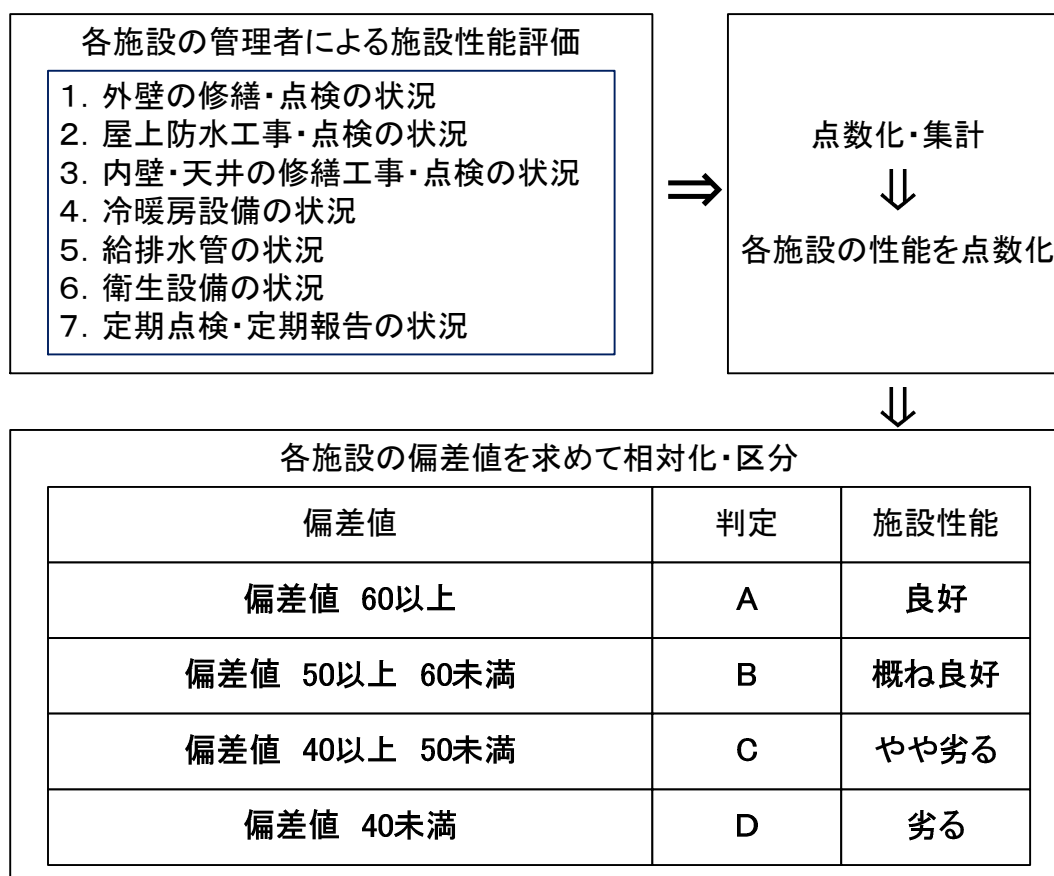 各施設の管理者による施設性能評価
1．外壁の修繕・点検の状況
2．屋上防水工事・点検の状況
3．内壁・天井の修繕工事・点検の状況
4．冷暖房設備の状況
5．給排水管の状況
6．衛生設備の状況
7．定期点検・定期報告の状況
⇒
点数化・集計
⇓
各施設の性能を点数化
⇓
各施設の偏差値を求めて相対化・区分
偏差値 判定 施設性能
偏差値 60以上 A 良好
偏差値 50以上 60未満 B 概ね良好
偏差値 40以上 50未満 C やや劣る
偏差値 40未満 D 劣る